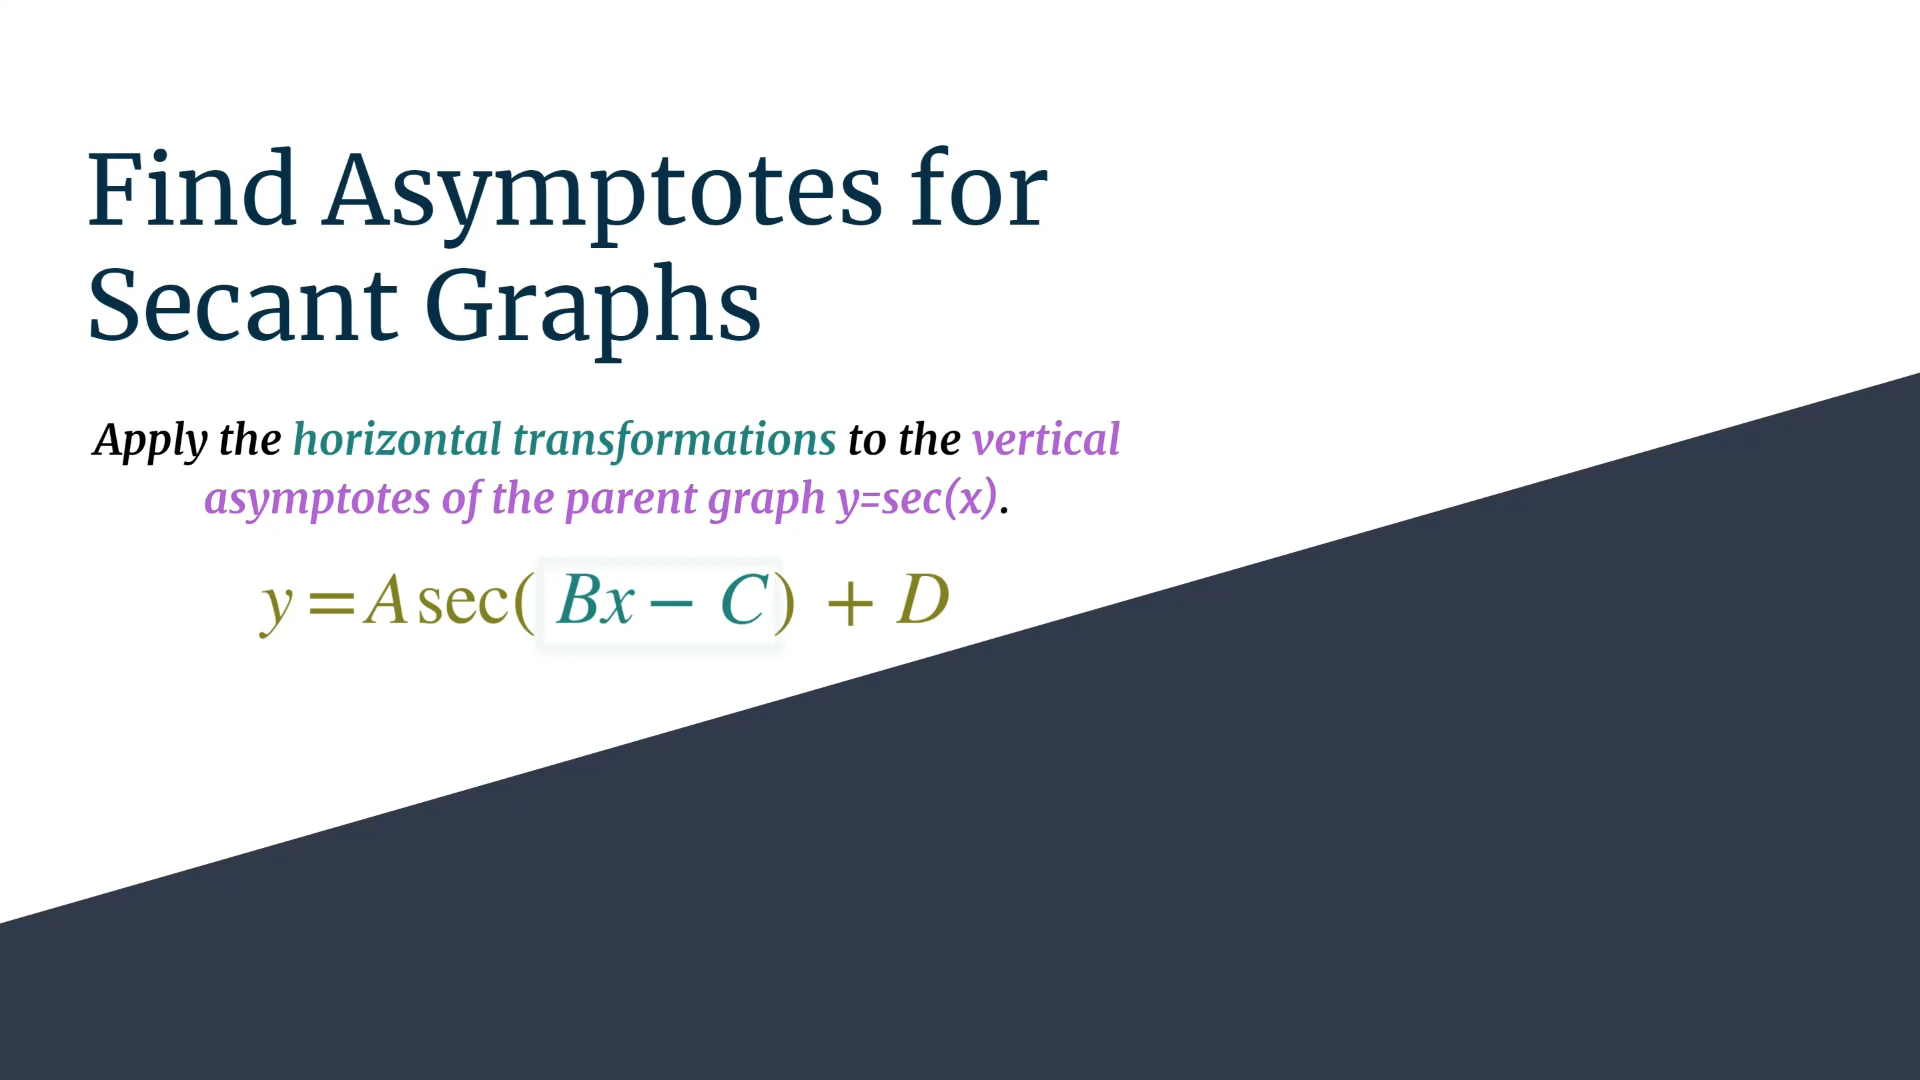 Find Asymptotes for
Secant Graphs
Apply the horizontal transformations to the vertical
asymptotes of the parent graph y=sec(x).
y=Asec( Bx− C) + D